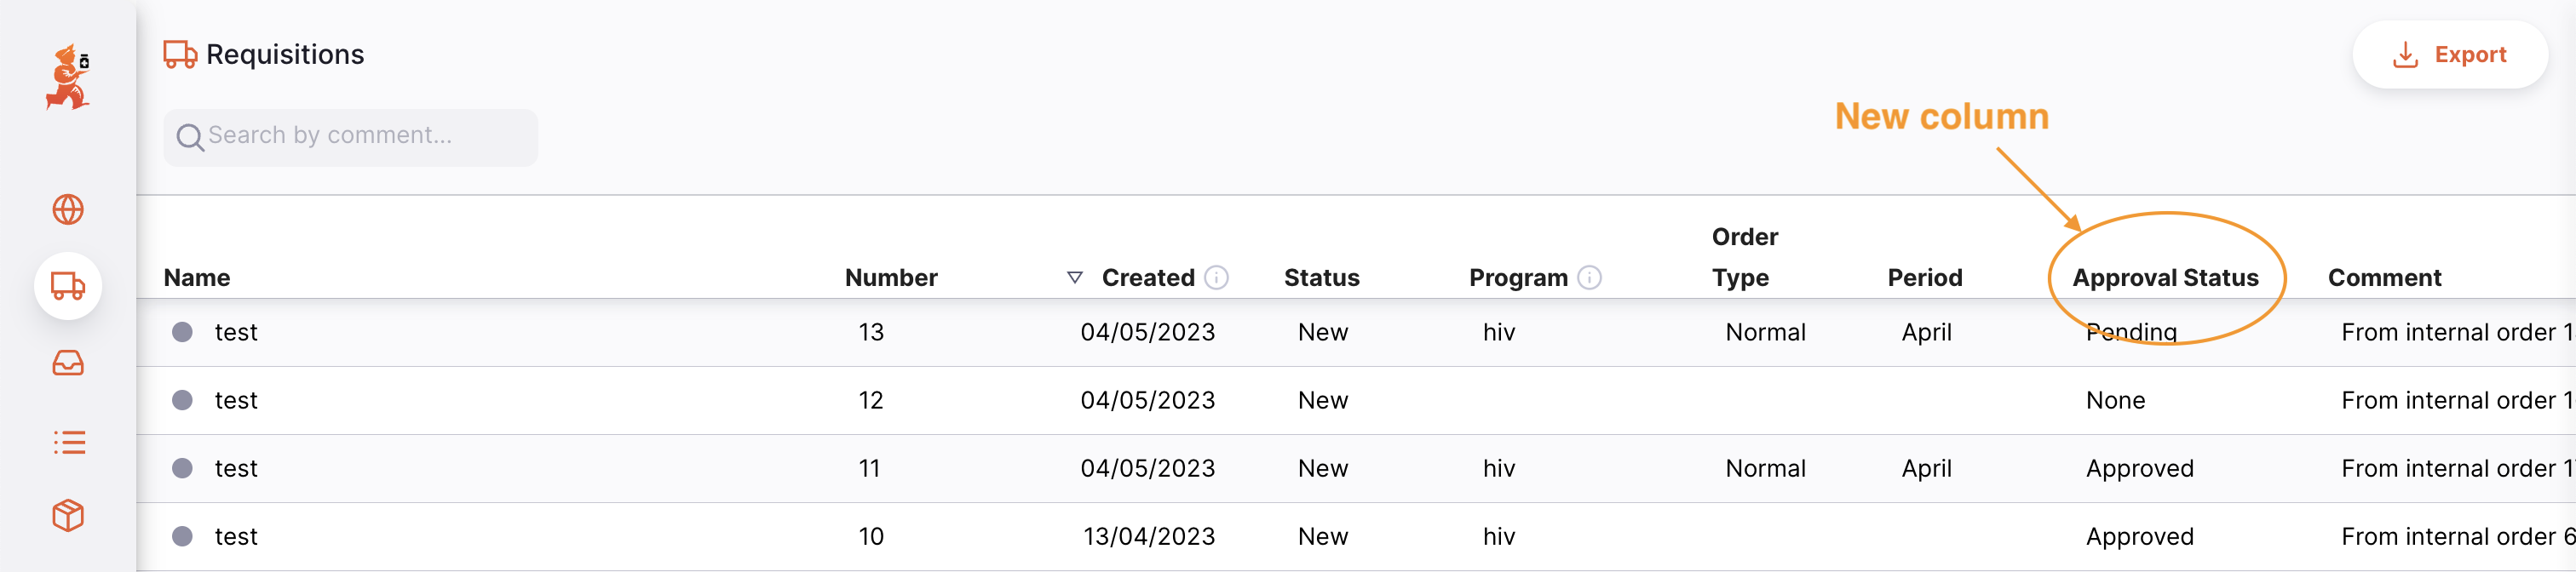 Requisitions
Export
Search by comment...
New column
Name Number Created Status Program Order Type Period Approval Status Comment
test 13 04/05/2023 New hiv Normal April Pending From internal order 1
test 12 04/05/2023 New None From internal order 1
test 11 04/05/2023 New hiv Normal April Approved From internal order 1
test 10 13/04/2023 New hiv Approved From internal order 6